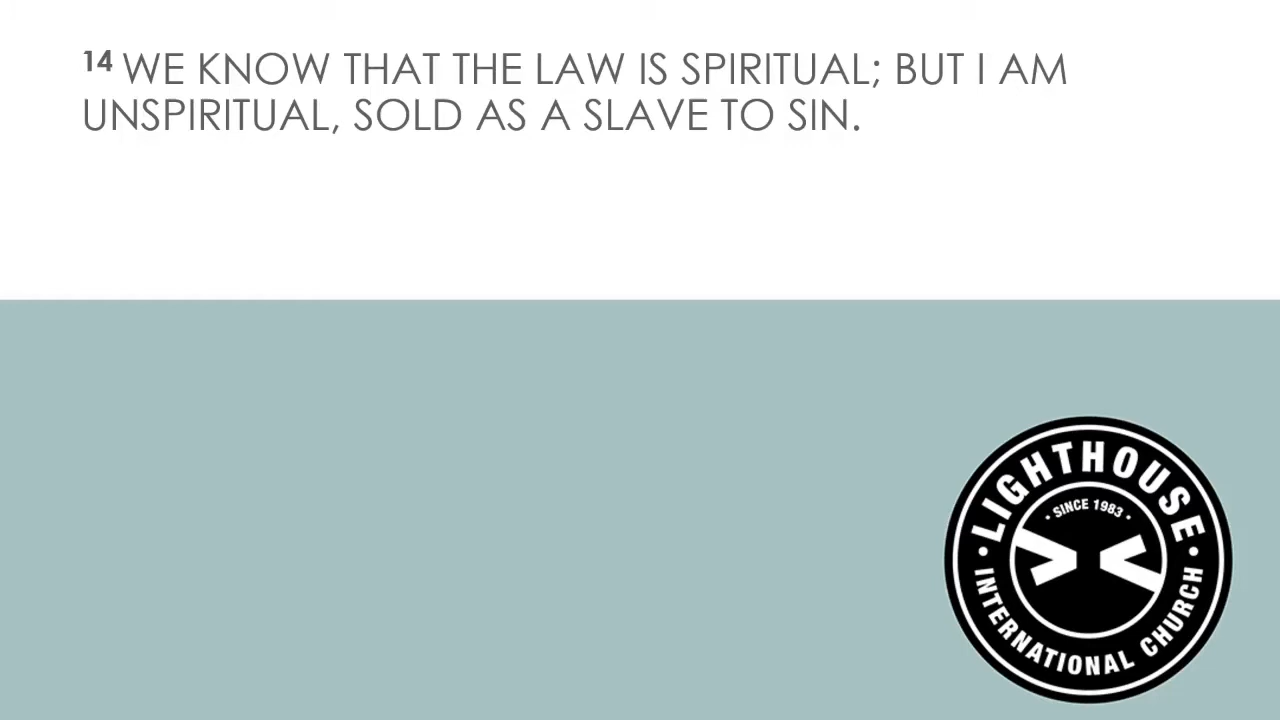 14 WE KNOW THAT THE LAW IS SPIRITUAL; BUT I AM
UNSPIRITUAL, SOLD AS A SLAVE TO SIN.
LIGHTHOUSE
• SINCE 1983 •
• INTERNATIONAL CHURCH •